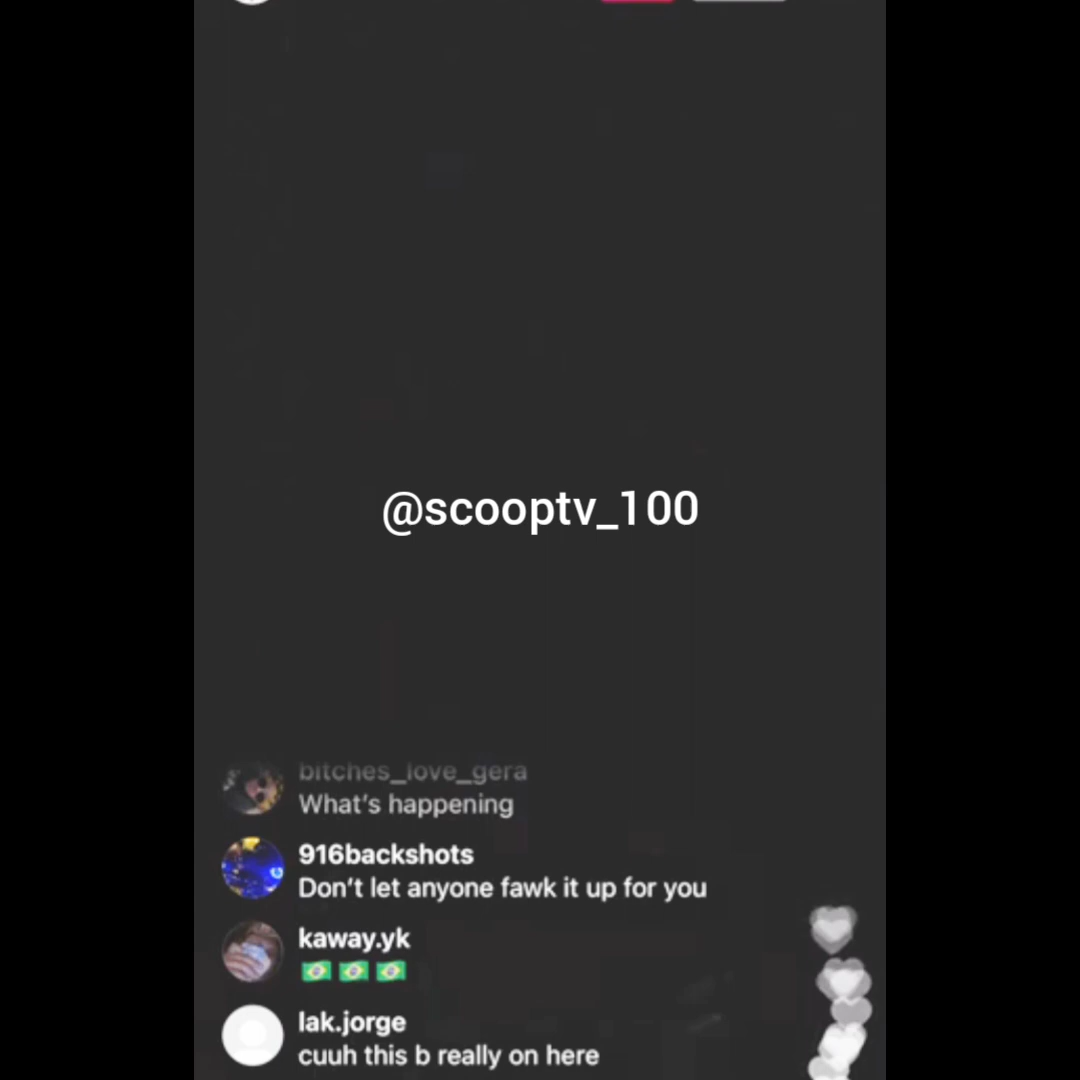 @scooptv_100
bitches_love_gera
What's happening
916backshots
Don't let anyone fawk it up for you
kaway.yk
🇧🇷 🇧🇷 🇧🇷
lak.jorge
cuuh this b really on here